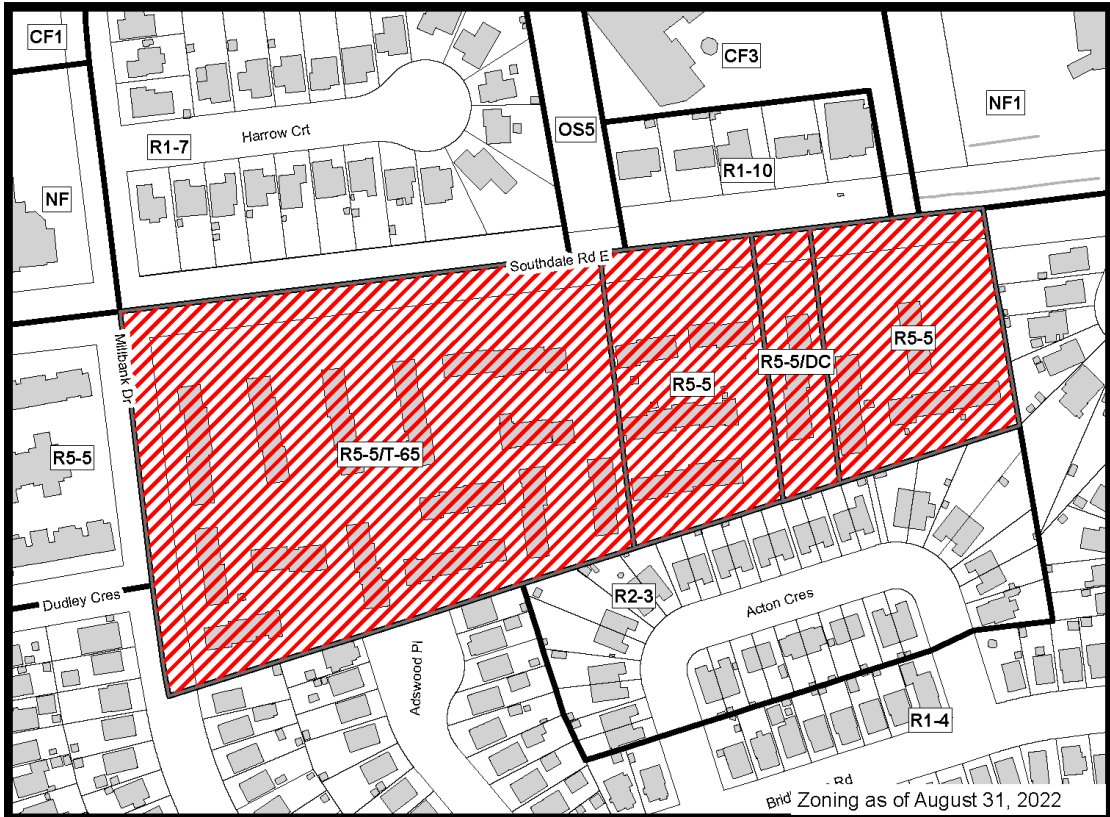 CF1
CF3
NF1
OS5
Harrow Crt
R1-7
R1-10
NF
Southdale Rd E
Millbank Dr
R5-5
R5-5/DC
R5-5
R5-5/T-65
R5-5
Dudley Cres
R2-3
Acton Cres
Adswood Pl
R1-4
Rd
Zoning as of August 31, 2022